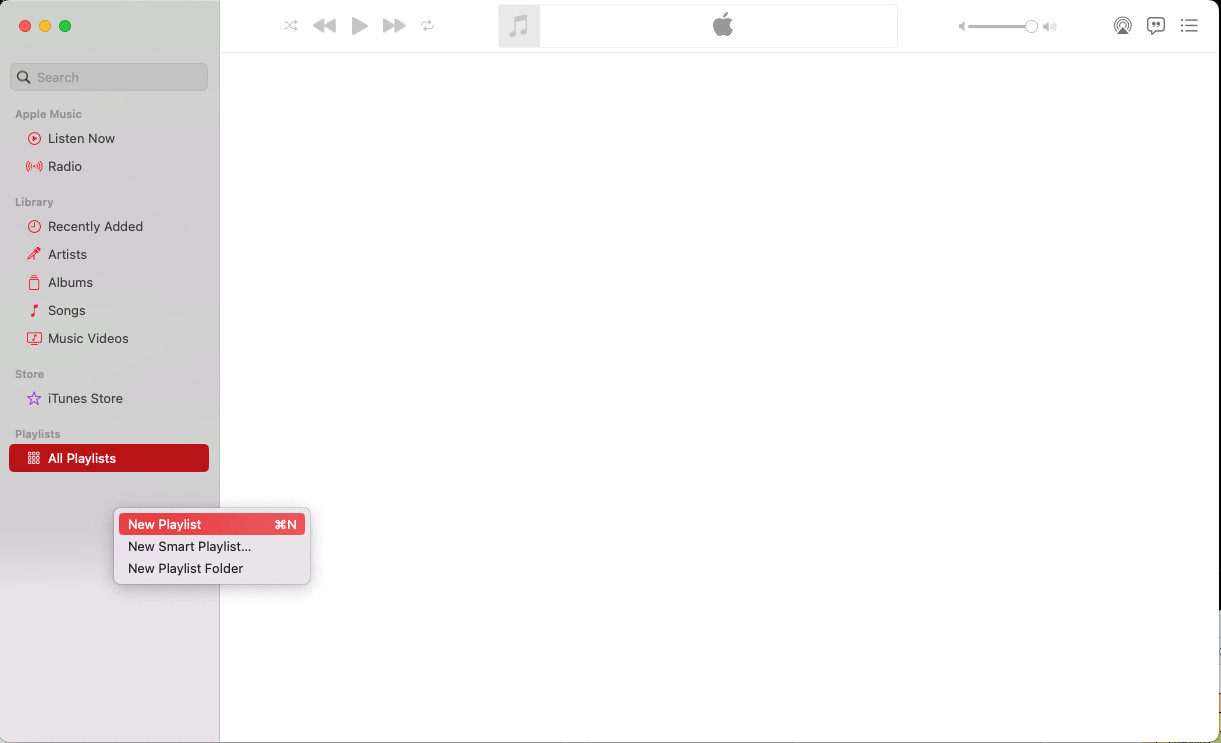 Search
Apple Music
Listen Now
Radio
Library
Recently Added
Artists
Albums
Songs
Music Videos
Store
iTunes Store
Playlists
All Playlists
New Playlist ⌘N
New Smart Playlist...
New Playlist Folder